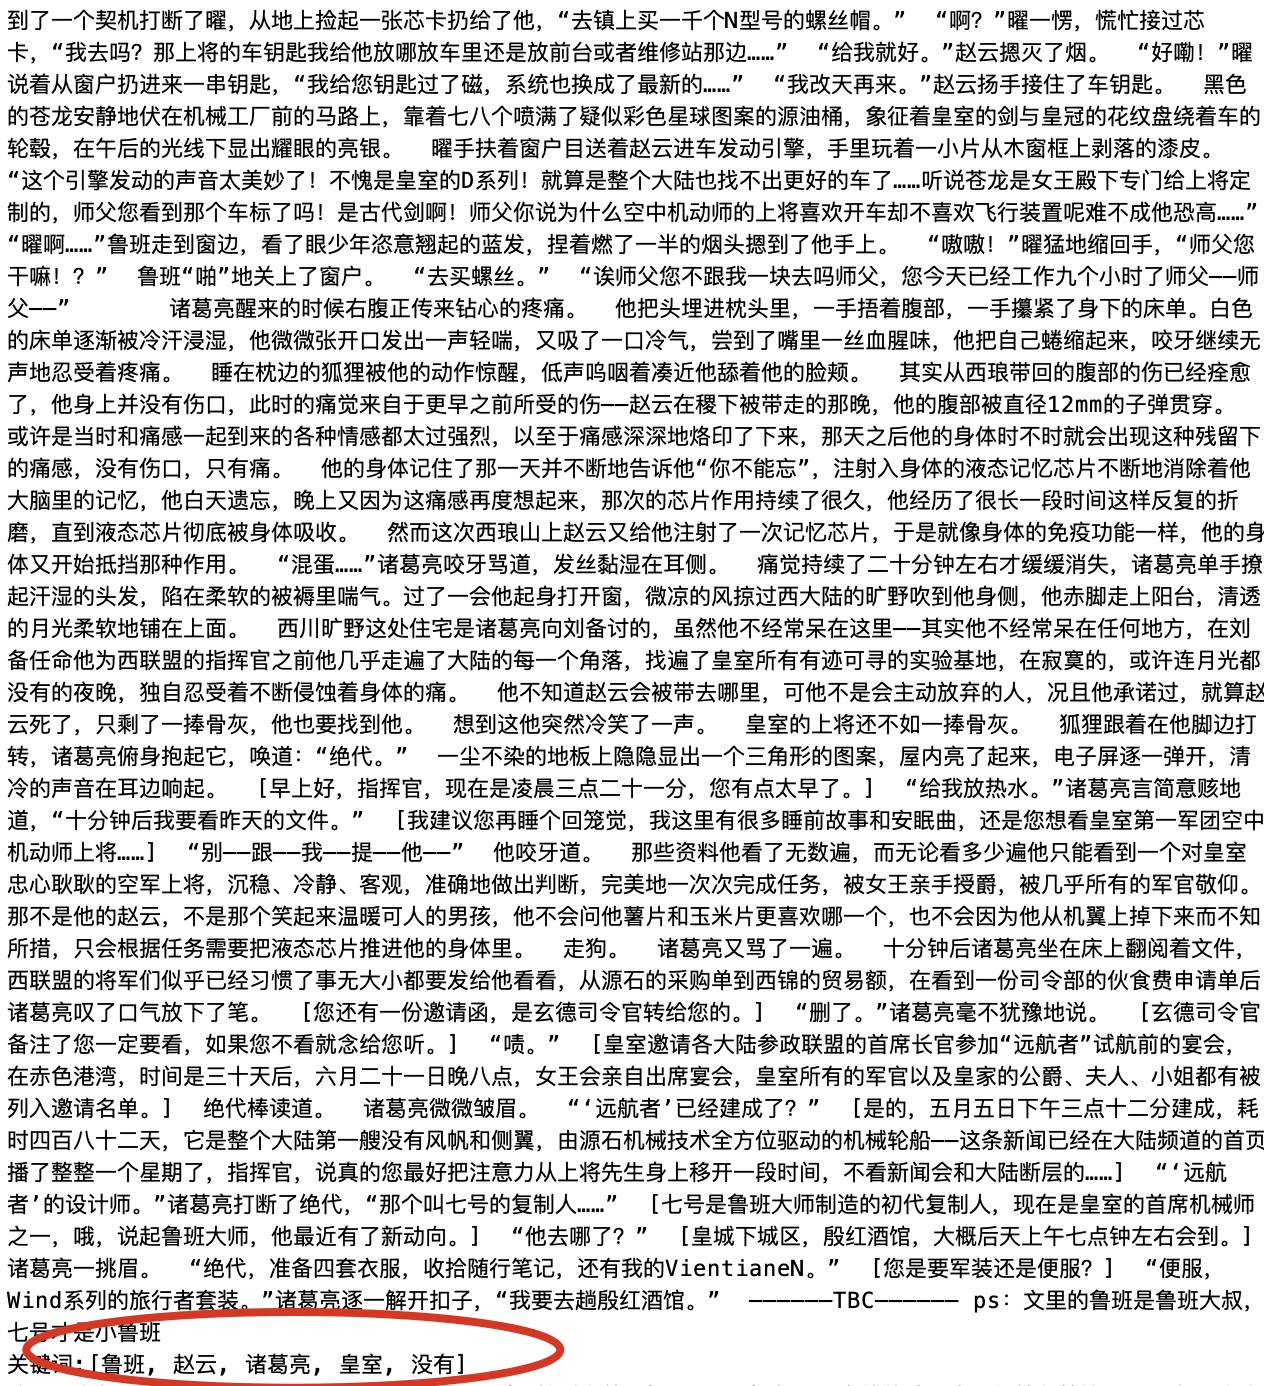 到了一个契机打断了曜，从地上捡起一张芯卡扔给了他，“去镇上买一千个N型号的螺丝帽。” “啊？”曜一愣，慌忙接过芯
卡，“我去吗？那上将的车钥匙我给他放哪放车里还是放前台或者维修站那边……” “给我就好。”赵云摁灭了烟。 “好嘞！”曜
说着从窗户扔进来一串钥匙，“我给您钥匙过了磁，系统也换成了最新的……” “我改天再来。”赵云扬手接住了车钥匙。 黑色
的苍龙安静地伏在机械工厂前的马路上，靠着七八个喷满了疑似彩色星球图案的源油桶，象征着皇室的剑与皇冠的花纹盘绕着车的
轮毂，在午后的光线下显出耀眼的亮银。 曜手扶着窗户目送着赵云进车发动引擎，手里玩着一小片从木窗框上剥落的漆皮。
“这个引擎发动的声音太美妙了！不愧是皇室的D系列！就算是整个大陆也找不出更好的车了……听说苍龙是女王殿下专门给上将定
制的，师父您看到那个车标了吗！是古代剑啊！师父你说为什么空中机动师的上将喜欢开车却不喜欢飞行装置呢难不成他恐高……”
“曜啊……”鲁班走到窗边，看了眼少年恣意翘起的蓝发，捏着燃了一半的烟头摁到了他手上。 “嗷嗷！”曜猛地缩回手，“师父您
干嘛！？” 鲁班“啪”地关上了窗户。 “去买螺丝。” “诶师父您不跟我一块去吗师父，您今天已经工作九个小时了师父——师
父——” 诸葛亮醒来的时候右腹正传来钻心的疼痛。 他把头埋进枕头里，一手捂着腹部，一手攥紧了身下的床单。白色
的床单逐渐被冷汗浸湿，他微微张开口发出一声轻喘，又吸了一口冷气，尝到了嘴里一丝血腥味，他把自己蜷缩起来，咬牙继续无
声地忍受着疼痛。 睡在枕边的狐狸被他的动作惊醒，低声呜咽着凑近他舔着他的脸颊。 其实从西琅带回的腹部的伤已经痊愈
了，他身上并没有伤口，此时的痛觉来自于更早之前所受的伤——赵云在稷下被带走的那晚，他的腹部被直径12mm的子弹贯穿。
或许是当时和痛感一起到来的各种情感都太过强烈，以至于痛感深深地烙印了下来，那天之后他的身体时不时就会出现这种残留下
的痛感，没有伤口，只有痛。 他的身体记住了那一天并不断地告诉他“你不能忘”，注射入身体的液态记忆芯片不断地消除着他
大脑里的记忆，他白天遗忘，晚上又因为这痛感再度想起来，那次的芯片作用持续了很久，他经历了很长一段时间这样反复的折
磨，直到液态芯片彻底被身体吸收。 然而这次西琅山上赵云又给他注射了一次记忆芯片，于是就像身体的免疫功能一样，他的身
体又开始抵挡那种作用。 “混蛋……”诸葛亮咬牙骂道，发丝黏湿在耳侧。 痛觉持续了二十分钟左右才缓缓消失，诸葛亮单手撩
起汗湿的头发，陷在柔软的被褥里喘气。过了一会他起身打开窗，微凉的风掠过西大陆的旷野吹到他身侧，他赤脚走上阳台，清透
的月光柔软地铺在上面。 西川旷野这处住宅是诸葛亮向刘备讨的，虽然他不经常呆在这里——其实他不经常呆在任何地方，在刘
备任命他为西联盟的指挥官之前他几乎走遍了大陆的每一个角落，找遍了皇室所有有迹可寻的实验基地，在寂寞的，或许连月光都
没有的夜晚，独自忍受着不断侵蚀着身体的痛。 他不知道赵云会被带去哪里，可他不是会主动放弃的人，况且他承诺过，就算赵
云死了，只剩了一捧骨灰，他也要找到他。 想到这他突然冷笑了一声。 皇室的上将还不如一捧骨灰。 狐狸跟着在他脚边打
转，诸葛亮俯身抱起它，唤道：“绝代。” 一尘不染的地板上隐隐显出一个三角形的图案，屋内亮了起来，电子屏逐一弹开，清
冷的声音在耳边响起。 [早上好，指挥官，现在是凌晨三点二十一分，您有点太早了。] “给我放热水。”诸葛亮言简意赅地
道，“十分钟后我要看昨天的文件。” [我建议您再睡个回笼觉，我这里有很多睡前故事和安眠曲，还是您想看皇室第一军团空中
机动师上将……] “别——跟——我——提——他——” 他咬牙道。 那些资料他看了无数遍，而无论看多少遍他只能看到一个对皇室
忠心耿耿的空军上将，沉稳、冷静、客观，准确地做出判断，完美地一次次完成任务，被女王亲手授爵，被几乎所有的军官敬仰。
那不是他的赵云，不是那个笑起来温暖可人的男孩，他不会问他薯片和玉米片更喜欢哪一个，也不会因为他从机翼上掉下来而不知
所措，只会根据任务需要把液态芯片推进他的身体里。 走狗。 诸葛亮又骂了一遍。 十分钟后诸葛亮坐在床上翻阅着文件，
西联盟的将军们似乎已经习惯了事无大小都要发给他看看，从源石的采购单到西锦的贸易额，在看到一份司令部的伙食费申请单后
诸葛亮叹了口气放下了笔。 [您还有一份邀请函，是玄德司令官转给您的。] “删了。”诸葛亮毫不犹豫地说。 [玄德司令官
备注了您一定要看，如果您不看就念给您听。] “啧。” [皇室邀请各大陆参政联盟的首席长官参加“远航者”试航前的宴会，
在赤色港湾，时间是三十天后，六月二十一日晚八点，女王会亲自出席宴会，皇室所有的军官以及皇家的公爵、夫人、小姐都有被
列入邀请名单。] 绝代棒读道。 诸葛亮微微皱眉。 “‘远航者’已经建成了？” [是的，五月五日下午三点十二分建成，耗
时四百八十二天，它是整个大陆第一艘没有风帆和侧翼，由源石机械技术全方位驱动的机械轮船——这条新闻已经在大陆频道的首页
播了整整一个星期了，指挥官，说真的您最好把注意力从上将先生身上移开一段时间，不看新闻会和大陆断层的……] “‘远航
者’的设计师。”诸葛亮打断了绝代，“那个叫七号的复制人……” [七号是鲁班大师制造的初代复制人，现在是皇室的首席机械师
之一，哦，说起鲁班大师，他最近有了新动向。] “他去哪了？” [皇城下城区，殷红酒馆，大概后天上午七点钟左右会到。]
诸葛亮一挑眉。 “绝代，准备四套衣服，收拾随行笔记，还有我的VientianeN。” [您是要军装还是便服？] “便服，
Wind系列的旅行者套装。”诸葛亮逐一解开扣子，“我要去趟殷红酒馆。” ——————TBC—————— ps：文里的鲁班是鲁班大叔，
七号才是小鲁班
关键词:[鲁班, 赵云, 诸葛亮, 皇室, 没有]